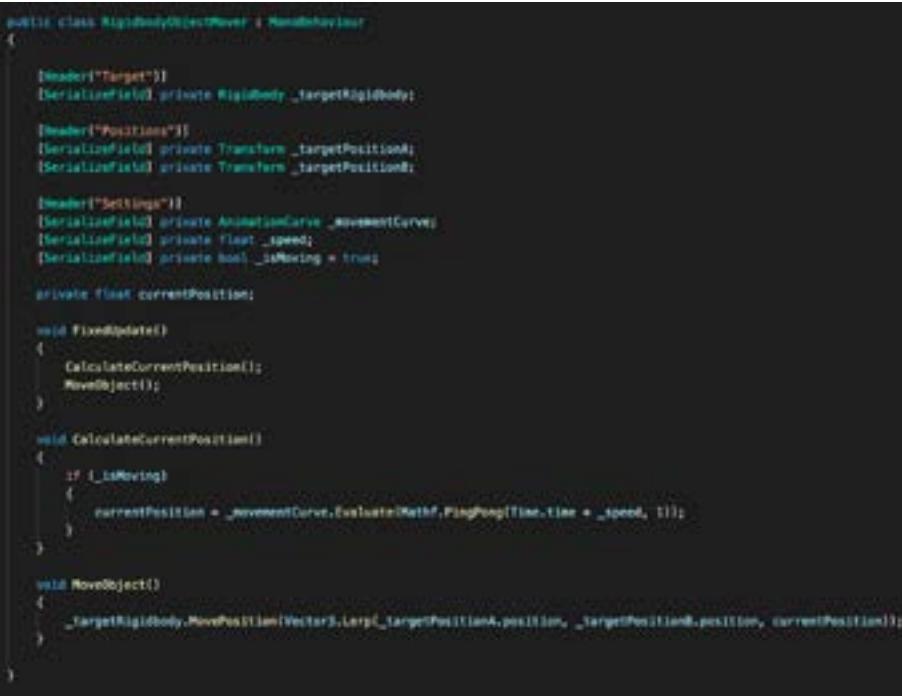 public class RigidbodyObjectMover : MonoBehaviour
{
[Header("Target")]
[SerializeField] private Rigidbody _targetRigidbody;
[Header("Positions")]
[SerializeField] private Transform _targetPositionA;
[SerializeField] private Transform _targetPositionB;
[Header("Settings")]
[SerializeField] private AnimationCurve _movementCurve;
[SerializeField] private float _speed;
[SerializeField] private bool _isMoving = true;
private float currentPosition;
void FixedUpdate()
{
CalculateCurrentPosition();
MoveObject();
}
void CalculateCurrentPosition()
{
if (_isMoving)
{
currentPosition = _movementCurve.Evaluate(Mathf.PingPong(Time.time * _speed, 1));
}
}
void MoveObject()
{
_targetRigidbody.MovePosition(Vector3.Lerp(_targetPositionA.position, _targetPositionB.position, currentPosition));
}
}